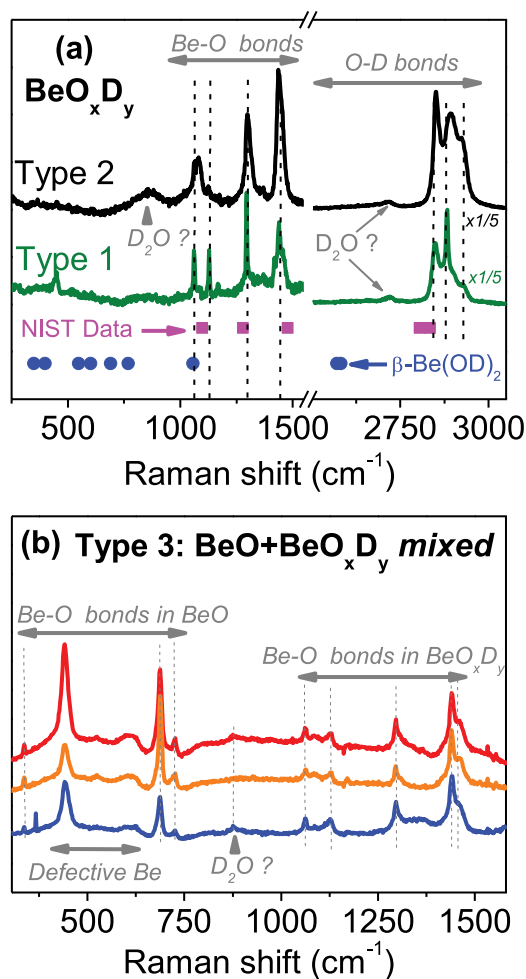 (a)
Be-O bonds
O-D bonds
BeOxDy
Type 2
D2O ?
D2O ?
x1/5
Type 1
x1/5
NIST Data
β-Be(OD)2
500 1000 1500 2750 3000
Raman shift (cm-1)
(b) Type 3: BeO+BeOxDy mixed
Be-O bonds in BeO
Be-O bonds in BeOxDy
Defective Be
D2O ?
500 750 1000 1250 1500
Raman shift (cm-1)